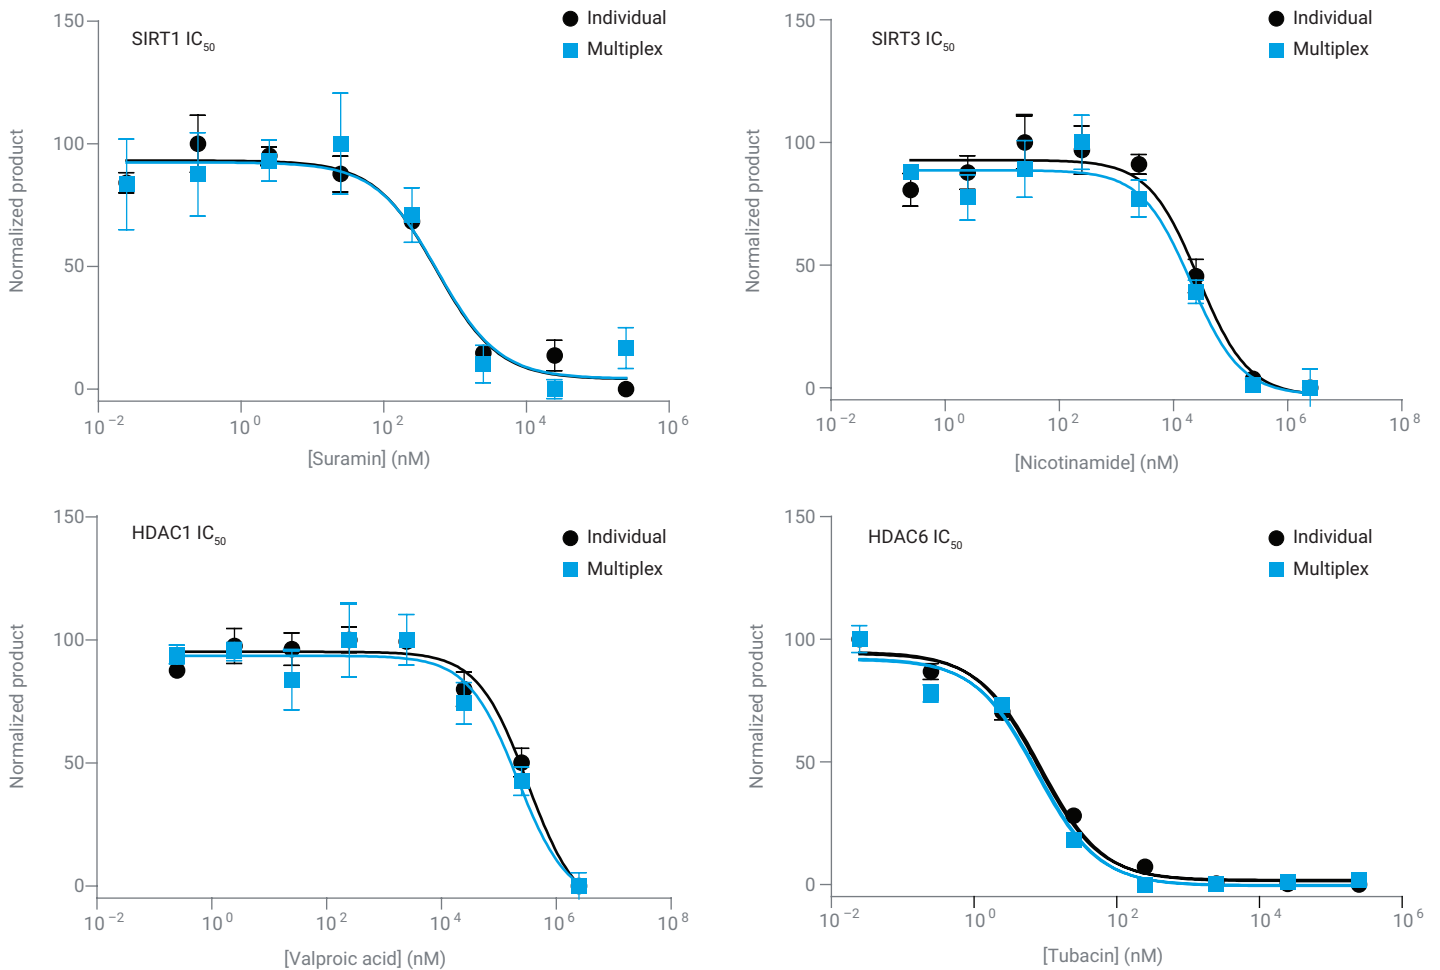 SIRT1 IC50
Individual
Multiplex
Normalized product
150
100
50
0
10^-2
10^0
10^2
10^4
10^6
[Suramin] (nM)
SIRT3 IC50
Individual
Multiplex
Normalized product
150
100
50
0
10^-2
10^0
10^2
10^4
10^6
10^8
[Nicotinamide] (nM)
HDAC1 IC50
Individual
Multiplex
Normalized product
150
100
50
0
10^-2
10^0
10^2
10^4
10^6
10^8
[Valproic acid] (nM)
HDAC6 IC50
Individual
Multiplex
Normalized product
150
100
50
0
10^-2
10^0
10^2
10^4
10^6
[Tubacin] (nM)